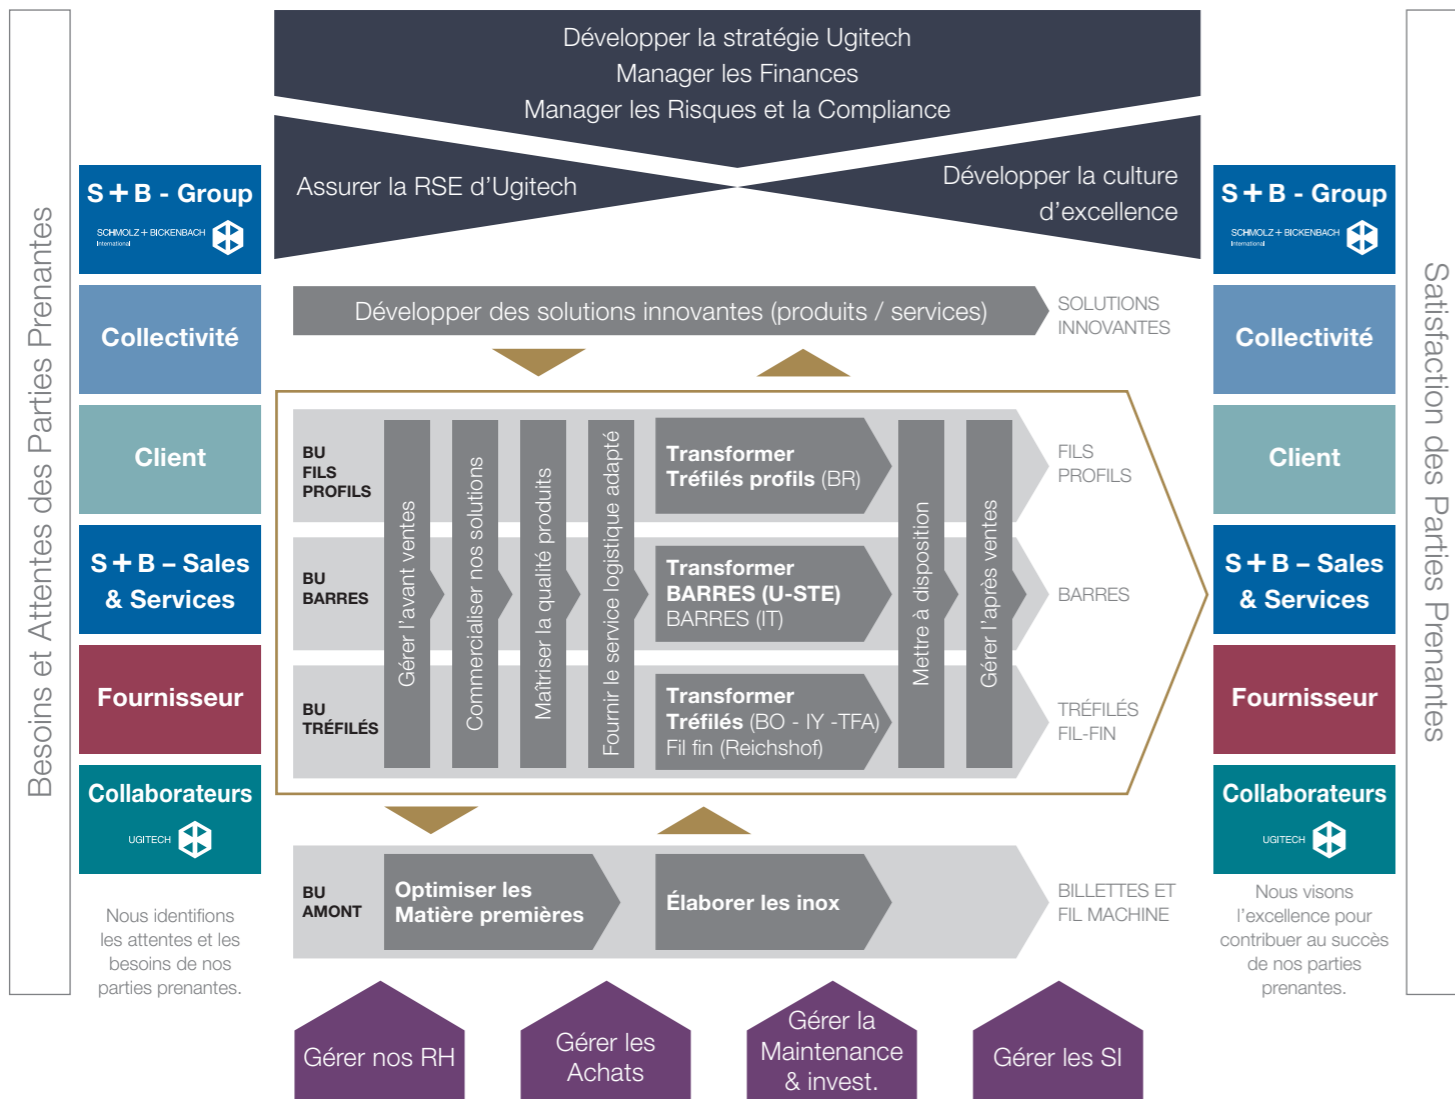 Besoins et Attentes des Parties Prenantes
Développer la stratégie Ugitech
Manager les Finances
Manager les Risques et la Compliance
Assurer la RSE d'Ugitech
Développer la culture
d'excellence
S+B - Group
SCHMOLZ + BICKENBACH
International
Collectivité
Client
S+B – Sales
& Services
Fournisseur
Collaborateurs
UGITECH
Nous identifions
les attentes et les
besoins de nos
parties prenantes.
Développer des solutions innovantes (produits / services)
SOLUTIONS
INNOVANTES
BU
FILS
PROFILS
BU
BARRES
BU
TRÉFILÉS
Gérer l'avant ventes
Commercialiser nos solutions
Maîtriser la qualité produits
Fournir le service logistique adapté
Transformer
Tréfilés profils (BR)
Transformer
BARRES (U-STE)
BARRES (IT)
Transformer
Tréfilés (BO - IY -TFA)
Fil fin (Reichshof)
Mettre à disposition
Gérer l'après ventes
FILS
PROFILS
BARRES
TRÉFILÉS
FIL-FIN
BU
AMONT
Optimiser les
Matière premières
Élaborer les inox
BILLETTES ET
FIL MACHINE
Gérer nos RH
Gérer les
Achats
Gérer la
Maintenance
& invest.
Gérer les SI
S+B - Group
SCHMOLZ + BICKENBACH
International
Collectivité
Client
S+B – Sales
& Services
Fournisseur
Collaborateurs
UGITECH
Nous visons
l'excellence pour
contribuer au succès
de nos parties
prenantes.
Satisfaction des Parties Prenantes